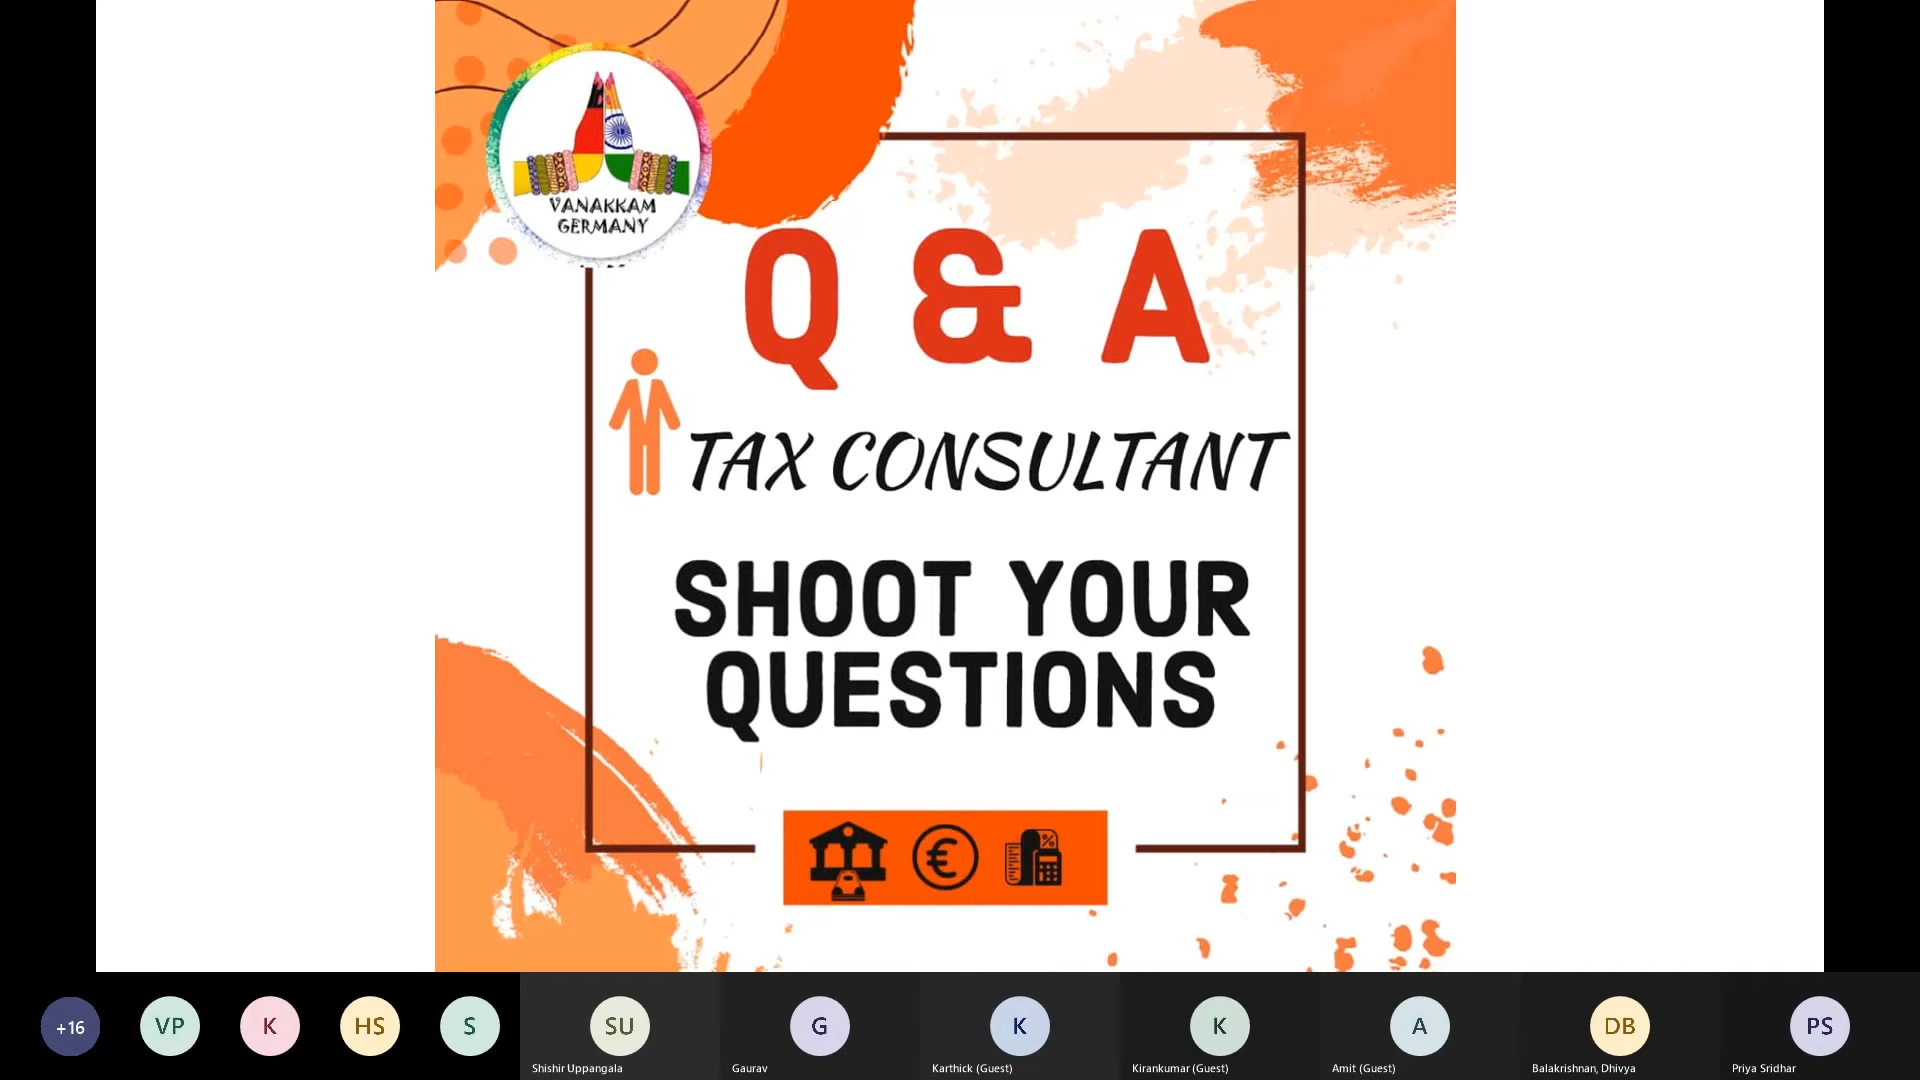 VANAKKAM
GERMANY
Q & A
TAX CONSULTANT
SHOOT YOUR
QUESTIONS
€
%
+16
VP
K
HS
S
SU
G
K
K
A
DB
PS
Shishir Uppangala
Gaurav
Karthick (Guest)
Kirankumar (Guest)
Amit (Guest)
Balakrishnan, Dhivya
Priya Sridhar